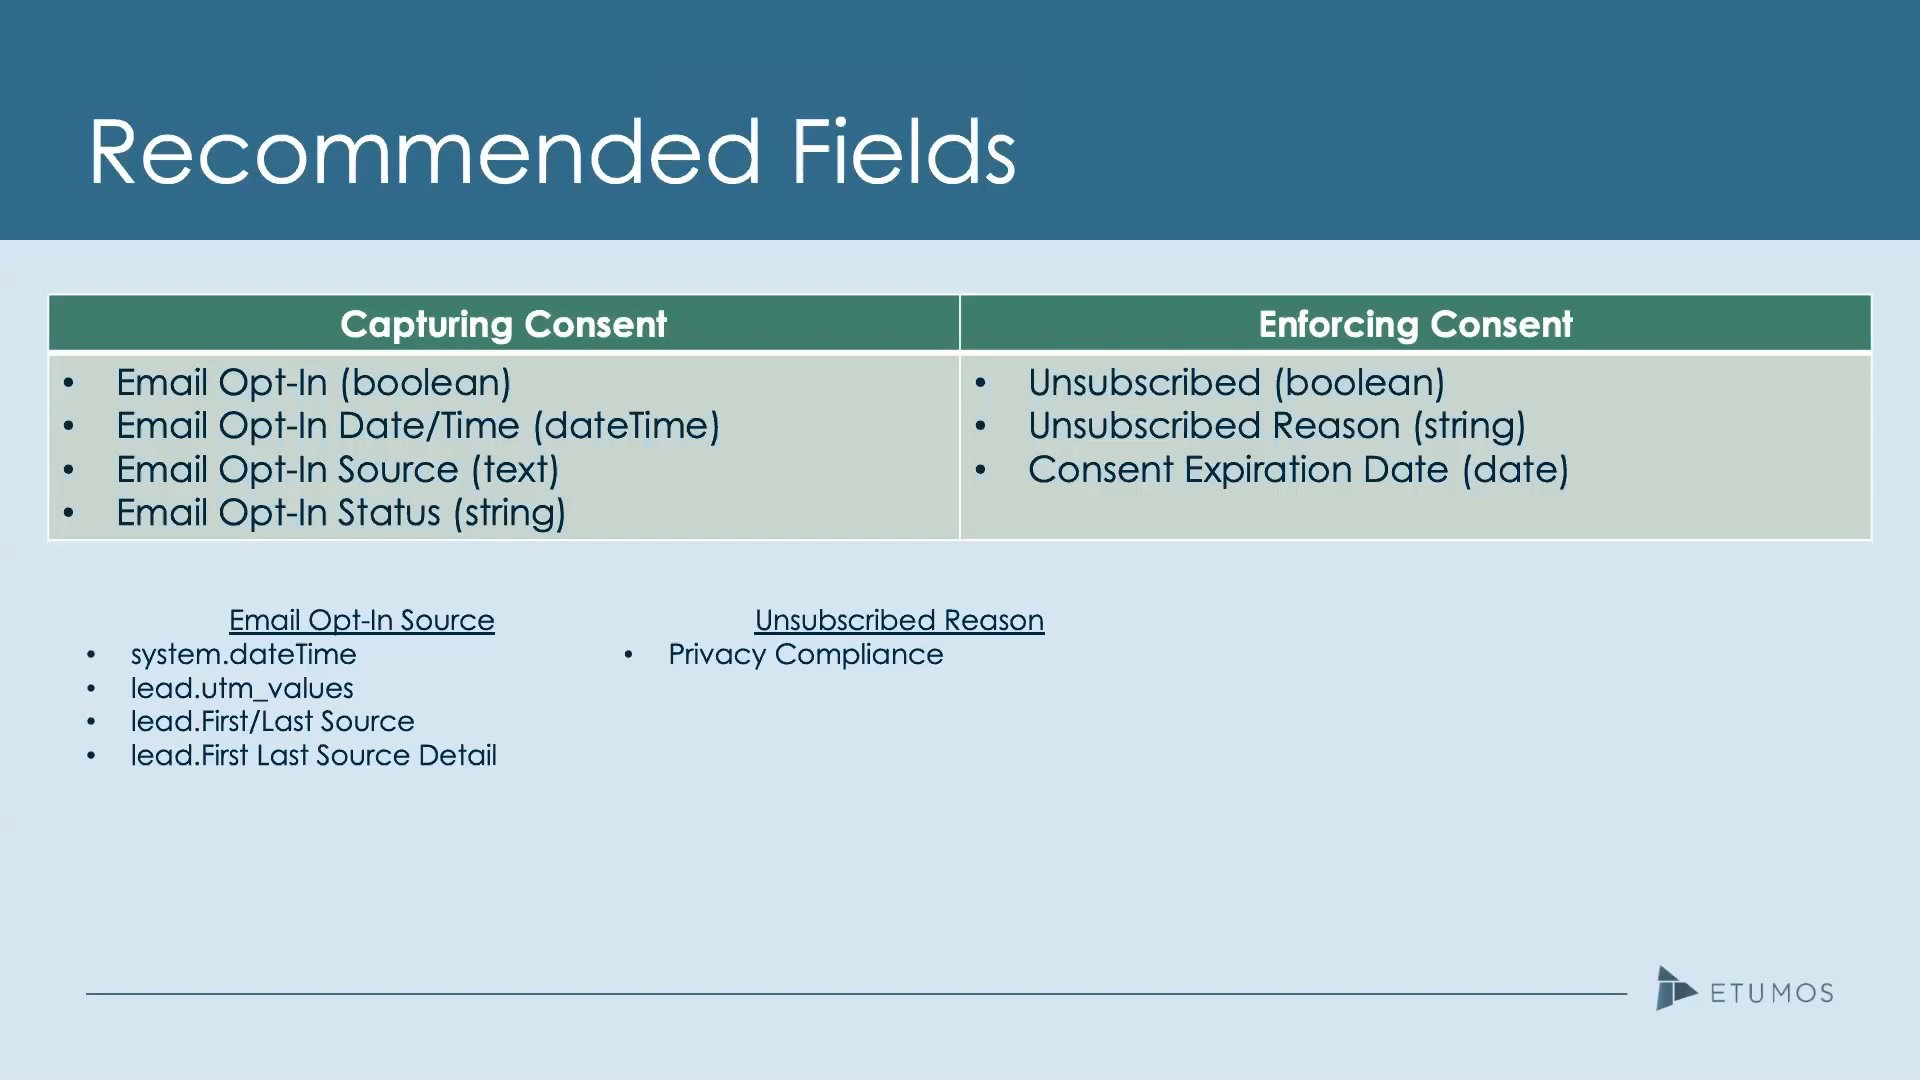 Recommended Fields
Capturing Consent
• Email Opt-In (boolean)
• Email Opt-In Date/Time (dateTime)
• Email Opt-In Source (text)
• Email Opt-In Status (string)
Enforcing Consent
• Unsubscribed (boolean)
• Unsubscribed Reason (string)
• Consent Expiration Date (date)
Email Opt-In Source
• system.dateTime
• lead.utm_values
• lead.First/Last Source
• lead.First Last Source Detail
Unsubscribed Reason
• Privacy Compliance
ETUMOS